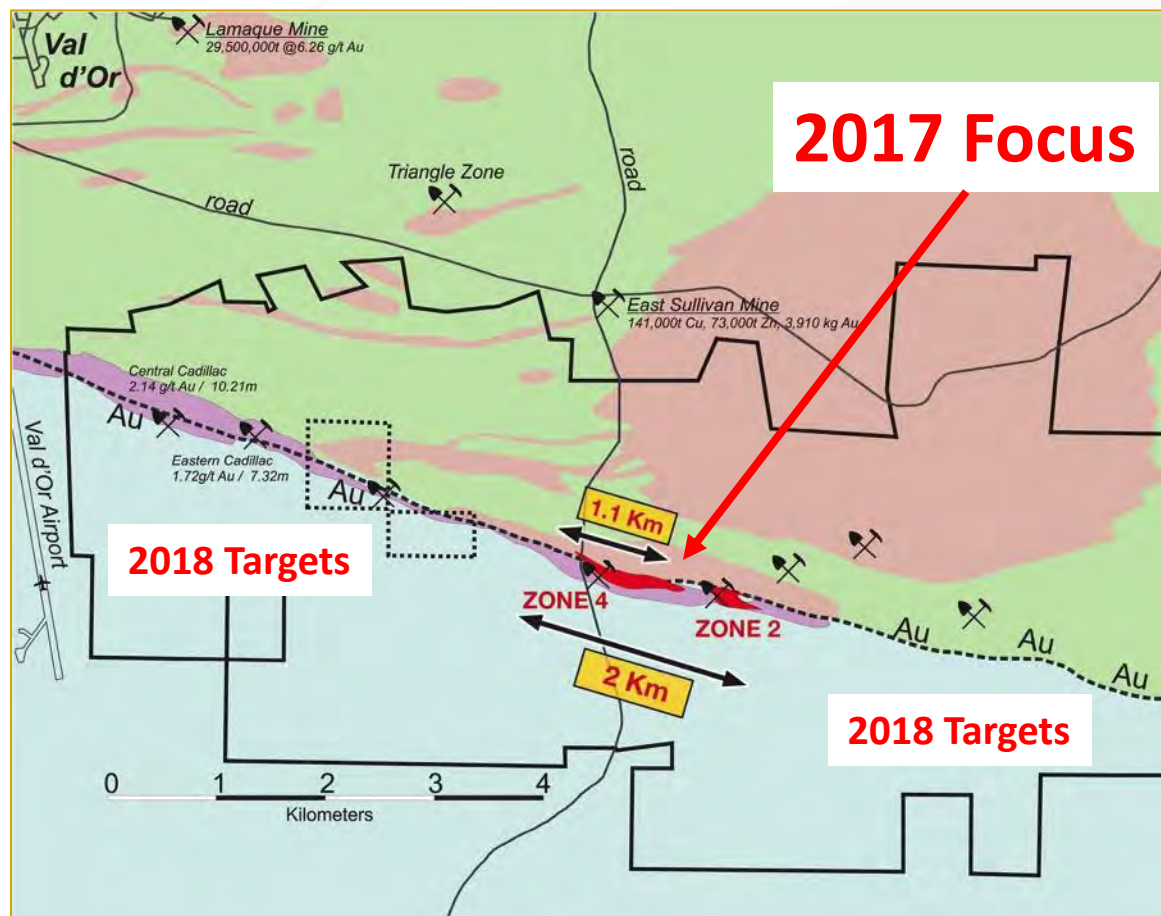 Lamaque Mine
29,500,000t @6.26 g/t Au
Val
d'Or
2017 Focus
road
Triangle Zone
road
East Sullivan Mine
141,000t Cu, 73,000t Zn, 3,910 kg Au
Central Cadillac
2.14 g/t Au / 10.21m
Au
Eastern Cadillac
1.72g/t Au / 7.32m
Au
Val d'Or Airport
1.1 Km
2018 Targets
ZONE 4
ZONE 2
2 Km
Au
Au
Au
2018 Targets
0 1 2 3 4
Kilometers